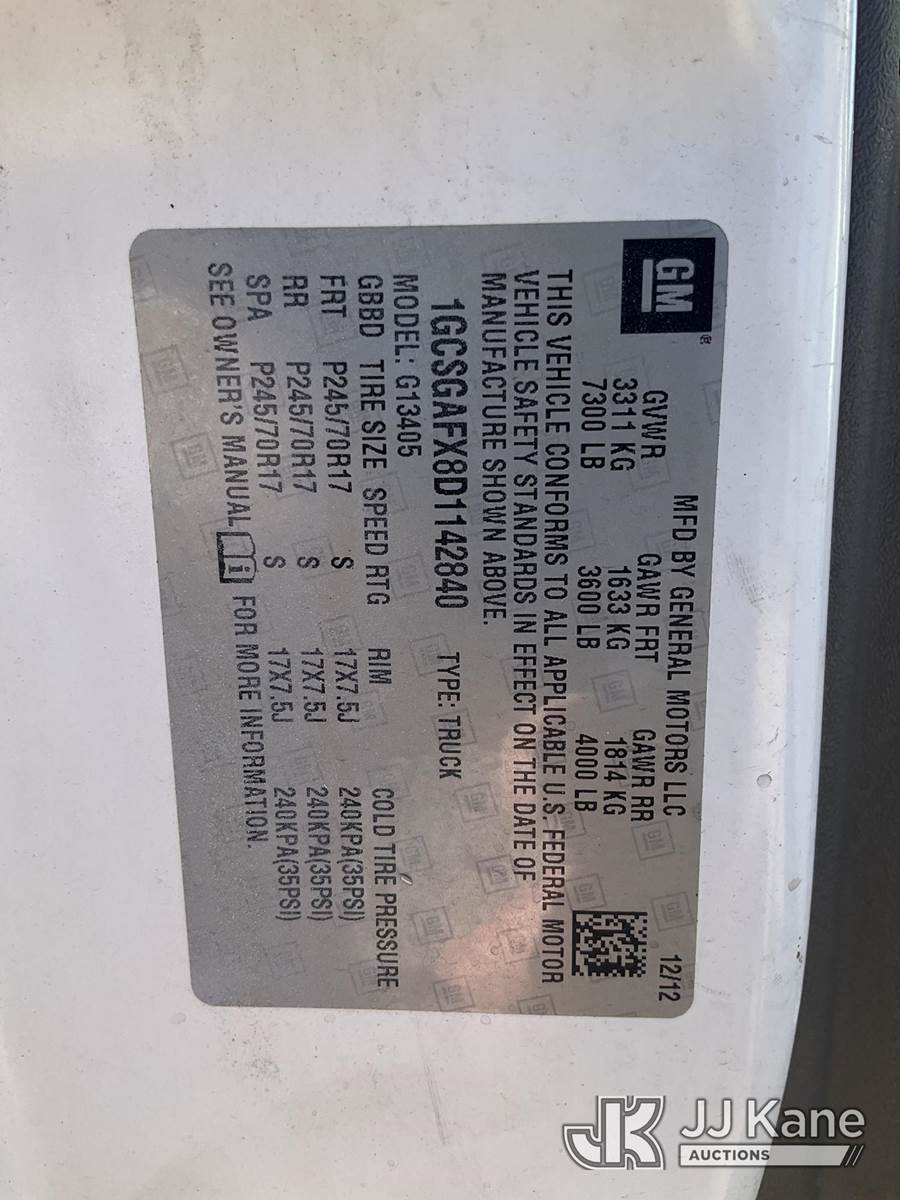 GM®
MFD BY GENERAL MOTORS LLC 12/12
GVWR GAWR FRT GAWR RR
3311 KG 1633 KG 1814 KG
7300 LB 3600 LB 4000 LB
THIS VEHICLE CONFORMS TO ALL APPLICABLE U.S. FEDERAL MOTOR
VEHICLE SAFETY STANDARDS IN EFFECT ON THE DATE OF
MANUFACTURE SHOWN ABOVE.
1GCSGAFX8D1142840 TYPE: TRUCK
MODEL: G13405
GBBD TIRE SIZE SPEED RTG RIM COLD TIRE PRESSURE
FRT P245/70R17 S 17X7.5J 240KPA(35PSI)
RR P245/70R17 S 17X7.5J 240KPA(35PSI)
SPA P245/70R17 S 17X7.5J 240KPA(35PSI)
SEE OWNER'S MANUAL i FOR MORE INFORMATION.
JK JJ Kane
AUCTIONS